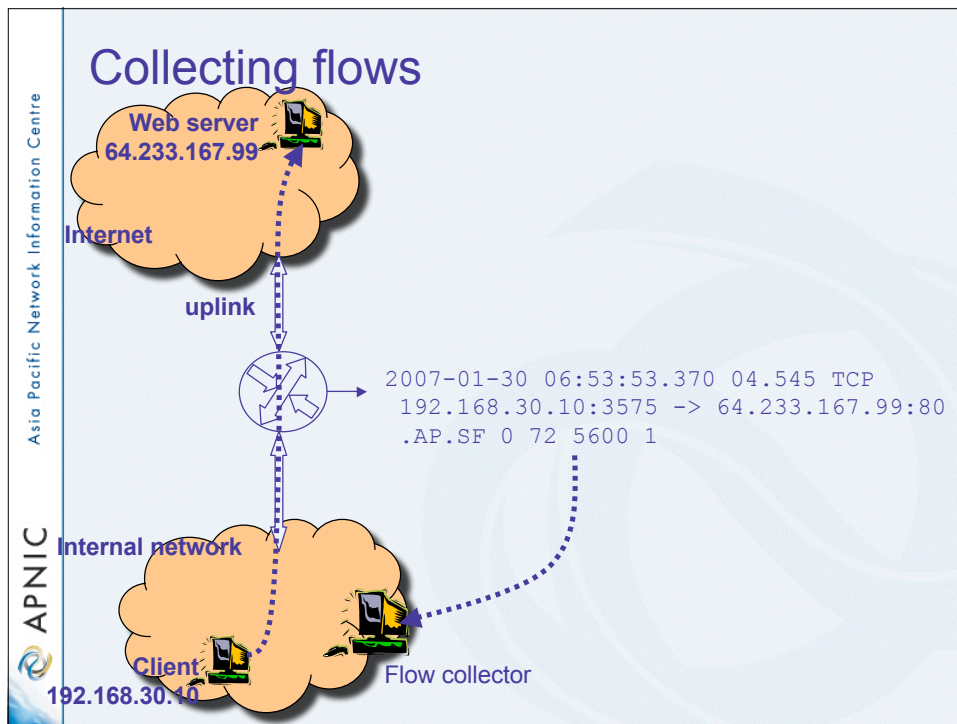 Collecting flows
Web server
64.233.167.99
Internet
uplink
2007-01-30 06:53:53.370 04.545 TCP
192.168.30.10:3575 -> 64.233.167.99:80
.AP.SF 0 72 5600 1
Internal network
Client
192.168.30.10
Flow collector
Asia Pacific Network Information Centre
APNIC